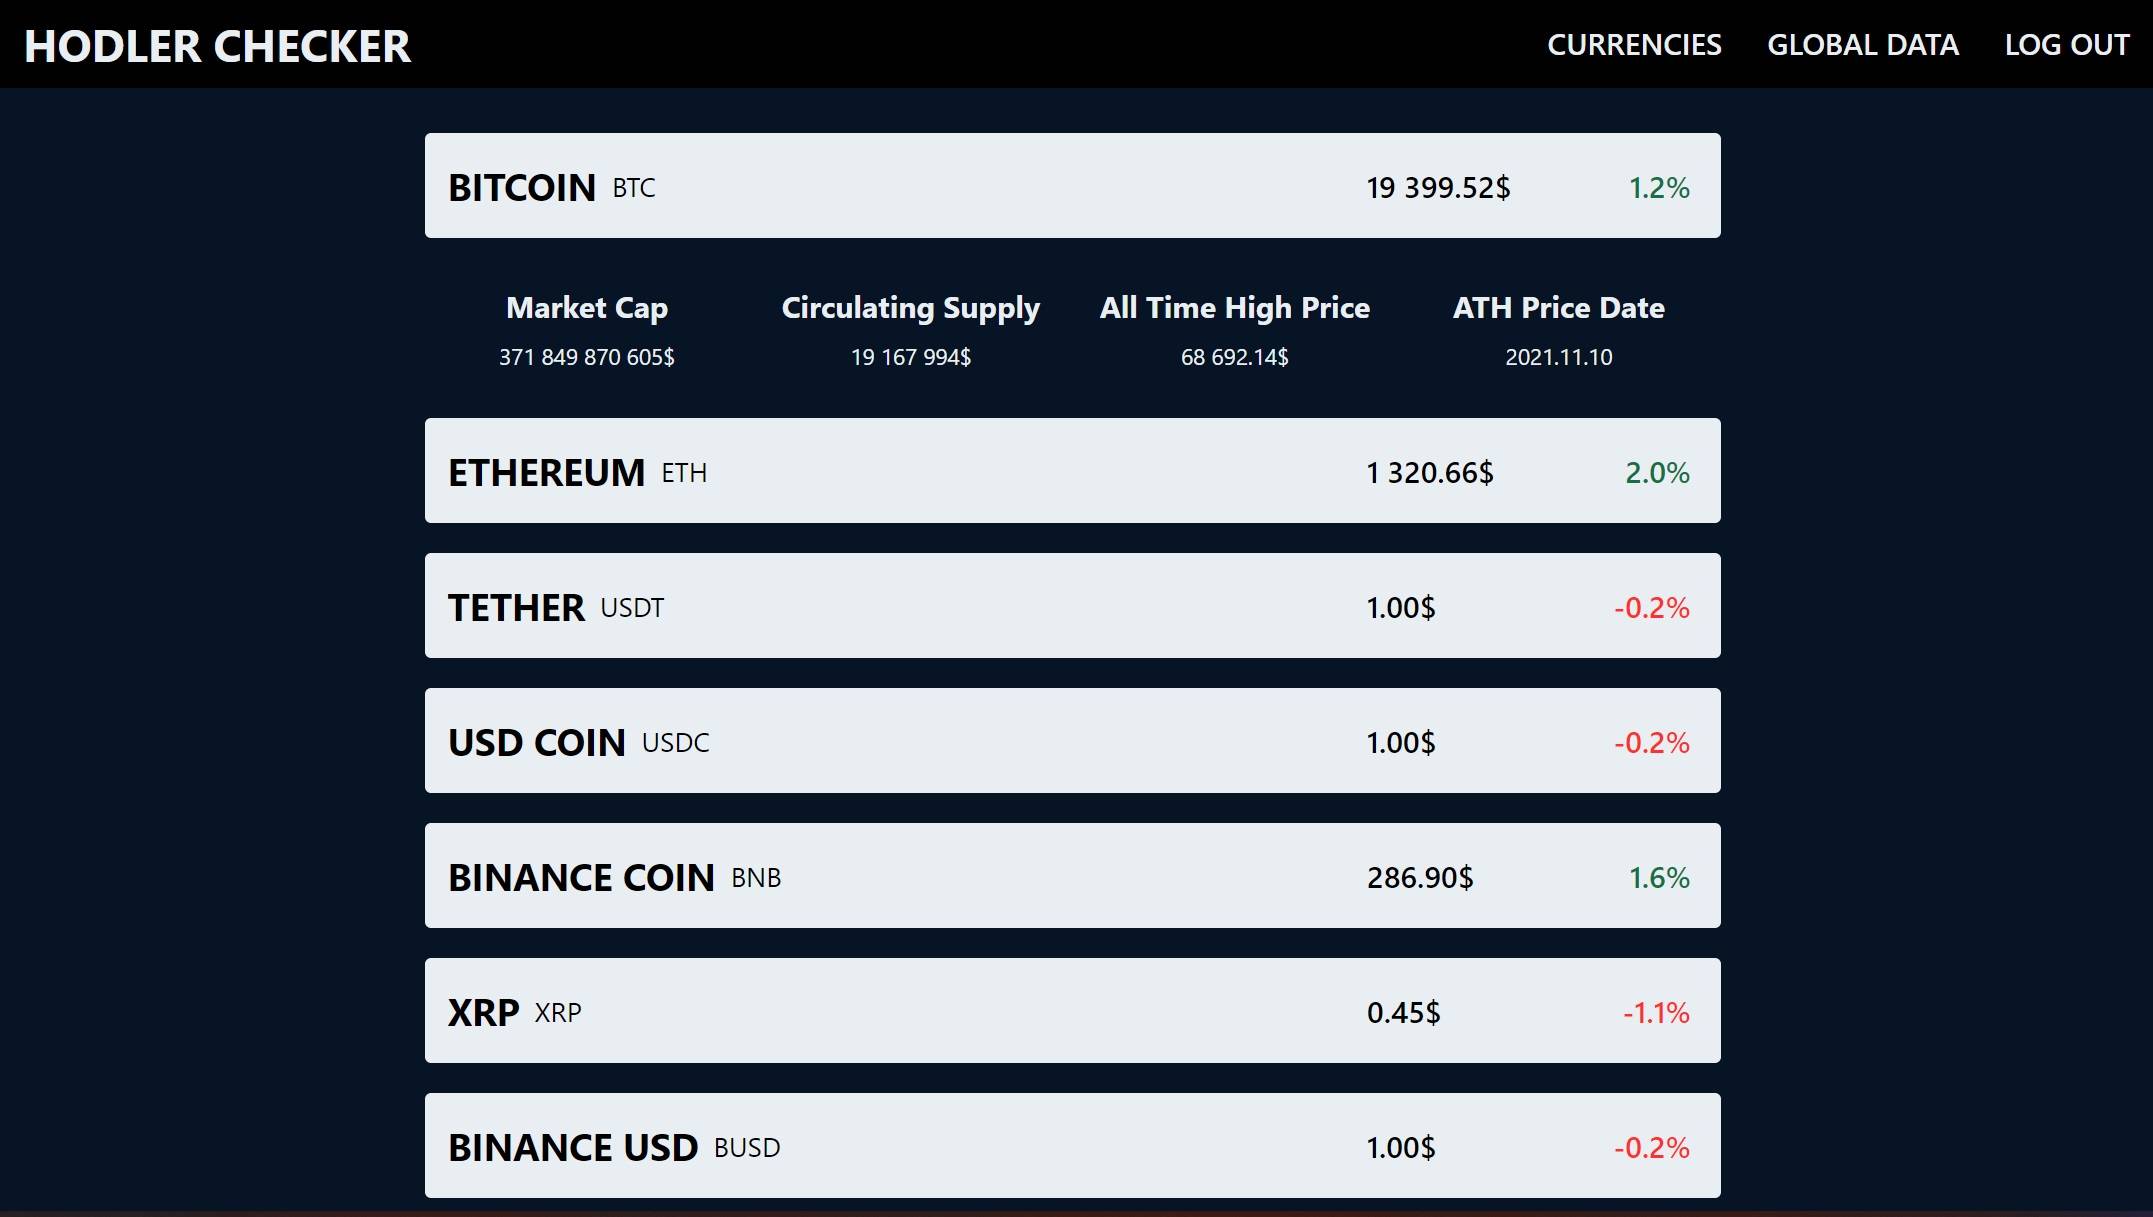 HODLER CHECKER CURRENCIES GLOBAL DATA LOG OUT
BITCOIN BTC 19 399.52$ 1.2%
Market Cap Circulating Supply All Time High Price ATH Price Date
371 849 870 605$ 19 167 994$ 68 692.14$ 2021.11.10
ETHEREUM ETH 1 320.66$ 2.0%
TETHER USDT 1.00$ -0.2%
USD COIN USDC 1.00$ -0.2%
BINANCE COIN BNB 286.90$ 1.6%
XRP XRP 0.45$ -1.1%
BINANCE USD BUSD 1.00$ -0.2%